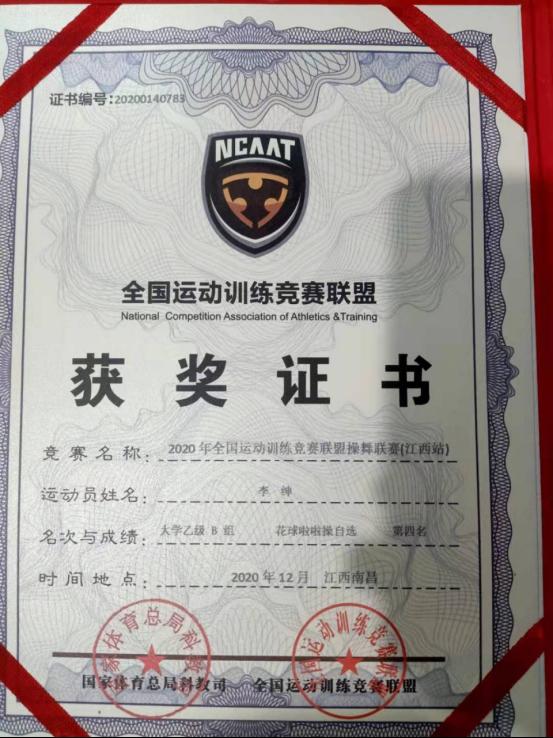 证书编号:20200140783
NCAAT
全国运动训练竞赛联盟
National Competition Association of Athletics &Training
获奖证书
竞赛名称: 2020年全国运动训练竞赛联盟操舞联赛(江西站)
运动员姓名: 李绅
名次与成绩: 大学乙级 B 组 花球啦啦操自选 第四名
时间地点: 2020年12月 江西南昌
国家体育总局科教司 全国运动训练竞赛联盟